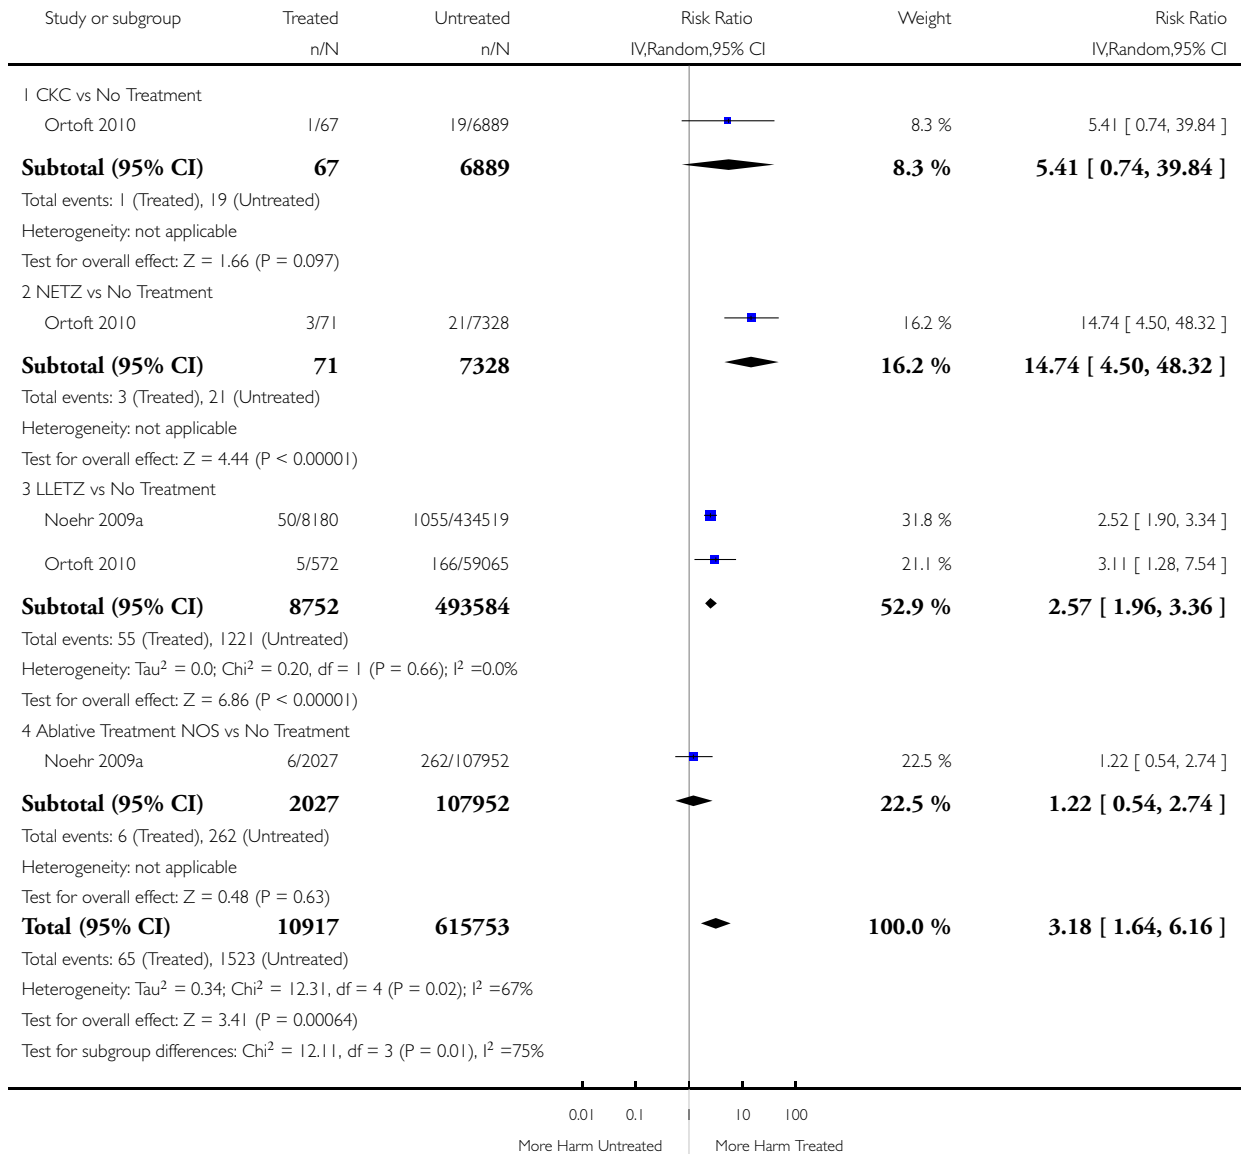 Study or subgroup Treated Untreated Risk Ratio Weight Risk Ratio
n/N n/N IV,Random,95% CI IV,Random,95% CI
1 CKC vs No Treatment
Ortoft 2010 1/67 19/6889 8.3 % 5.41 [ 0.74, 39.84 ]
Subtotal (95% CI) 67 6889 8.3 % 5.41 [ 0.74, 39.84 ]
Total events: 1 (Treated), 19 (Untreated)
Heterogeneity: not applicable
Test for overall effect: Z = 1.66 (P = 0.097)
2 NETZ vs No Treatment
Ortoft 2010 3/71 21/7328 16.2 % 14.74 [ 4.50, 48.32 ]
Subtotal (95% CI) 71 7328 16.2 % 14.74 [ 4.50, 48.32 ]
Total events: 3 (Treated), 21 (Untreated)
Heterogeneity: not applicable
Test for overall effect: Z = 4.44 (P < 0.00001)
3 LLETZ vs No Treatment
Noehr 2009a 50/8180 1055/434519 31.8 % 2.52 [ 1.90, 3.34 ]
Ortoft 2010 5/572 166/59065 21.1 % 3.11 [ 1.28, 7.54 ]
Subtotal (95% CI) 8752 493584 52.9 % 2.57 [ 1.96, 3.36 ]
Total events: 55 (Treated), 1221 (Untreated)
Heterogeneity: Tau² = 0.0; Chi² = 0.20, df = 1 (P = 0.66); I² =0.0%
Test for overall effect: Z = 6.86 (P < 0.00001)
4 Ablative Treatment NOS vs No Treatment
Noehr 2009a 6/2027 262/107952 22.5 % 1.22 [ 0.54, 2.74 ]
Subtotal (95% CI) 2027 107952 22.5 % 1.22 [ 0.54, 2.74 ]
Total events: 6 (Treated), 262 (Untreated)
Heterogeneity: not applicable
Test for overall effect: Z = 0.48 (P = 0.63)
Total (95% CI) 10917 615753 100.0 % 3.18 [ 1.64, 6.16 ]
Total events: 65 (Treated), 1523 (Untreated)
Heterogeneity: Tau² = 0.34; Chi² = 12.31, df = 4 (P = 0.02); I² =67%
Test for overall effect: Z = 3.41 (P = 0.00064)
Test for subgroup differences: Chi² = 12.11, df = 3 (P = 0.01), I² =75%
0.01 0.1 1 10 100
More Harm Untreated More Harm Treated